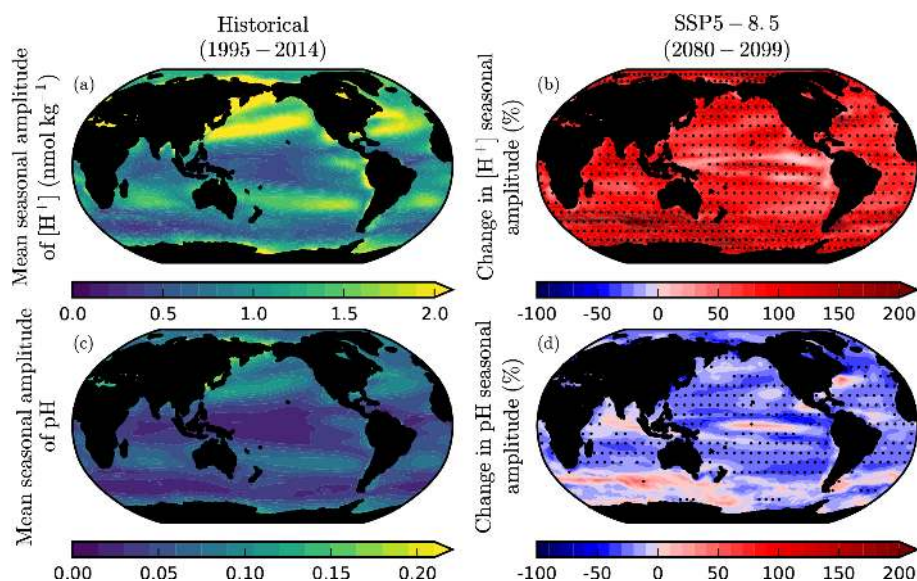 Historical
(1995 – 2014)
SSP5 – 8.5
(2080 – 2099)
Mean seasonal amplitude
of [H⁺] (nmol kg⁻¹)
(a)
0.0 0.5 1.0 1.5 2.0
Change in [H⁺] seasonal
amplitude (%)
(b)
-100 -50 0 50 100 150 200
Mean seasonal amplitude
of pH
(c)
0.00 0.05 0.10 0.15 0.20
Change in pH seasonal
amplitude (%)
(d)
-100 -50 0 50 100 150 200